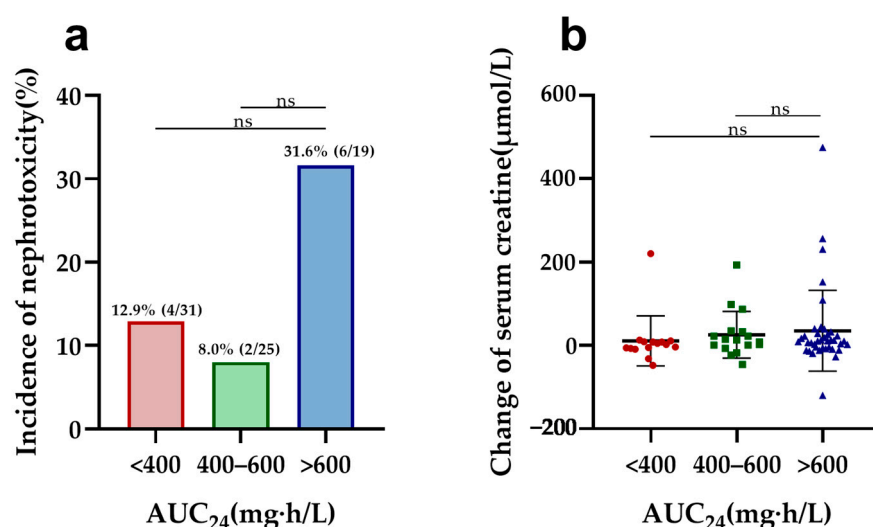 a
Incidence of nephrotoxicity(%)
40
30
20
10
0
ns
ns
12.9% (4/31)
8.0% (2/25)
31.6% (6/19)
<400
400–600
>600
AUC24(mg·h/L)
b
Change of serum creatine(μmol/L)
600
400
200
0
−200
ns
ns
<400
400–600
>600
AUC24(mg·h/L)